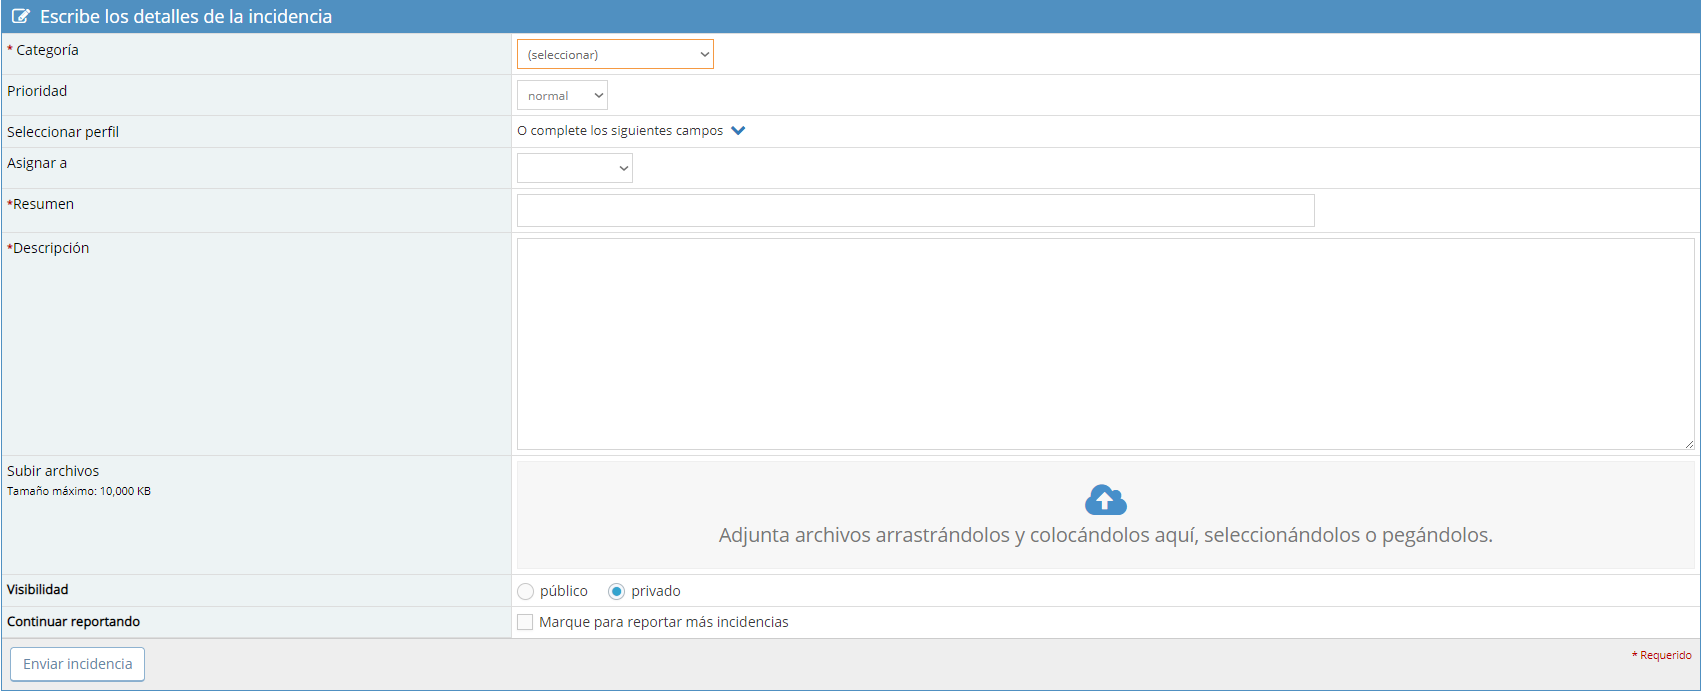 Escribe los detalles de la incidencia
* Categoría
(seleccionar)
Prioridad
normal
Seleccionar perfil
O complete los siguientes campos
Asignar a
*Resumen
*Descripción
Subir archivos
Tamaño máximo: 10,000 KB
Adjunta archivos arrastrándolos y colocándolos aquí, seleccionándolos o pegándolos.
Visibilidad
público
privado
Continuar reportando
Marque para reportar más incidencias
Enviar incidencia
* Requerido